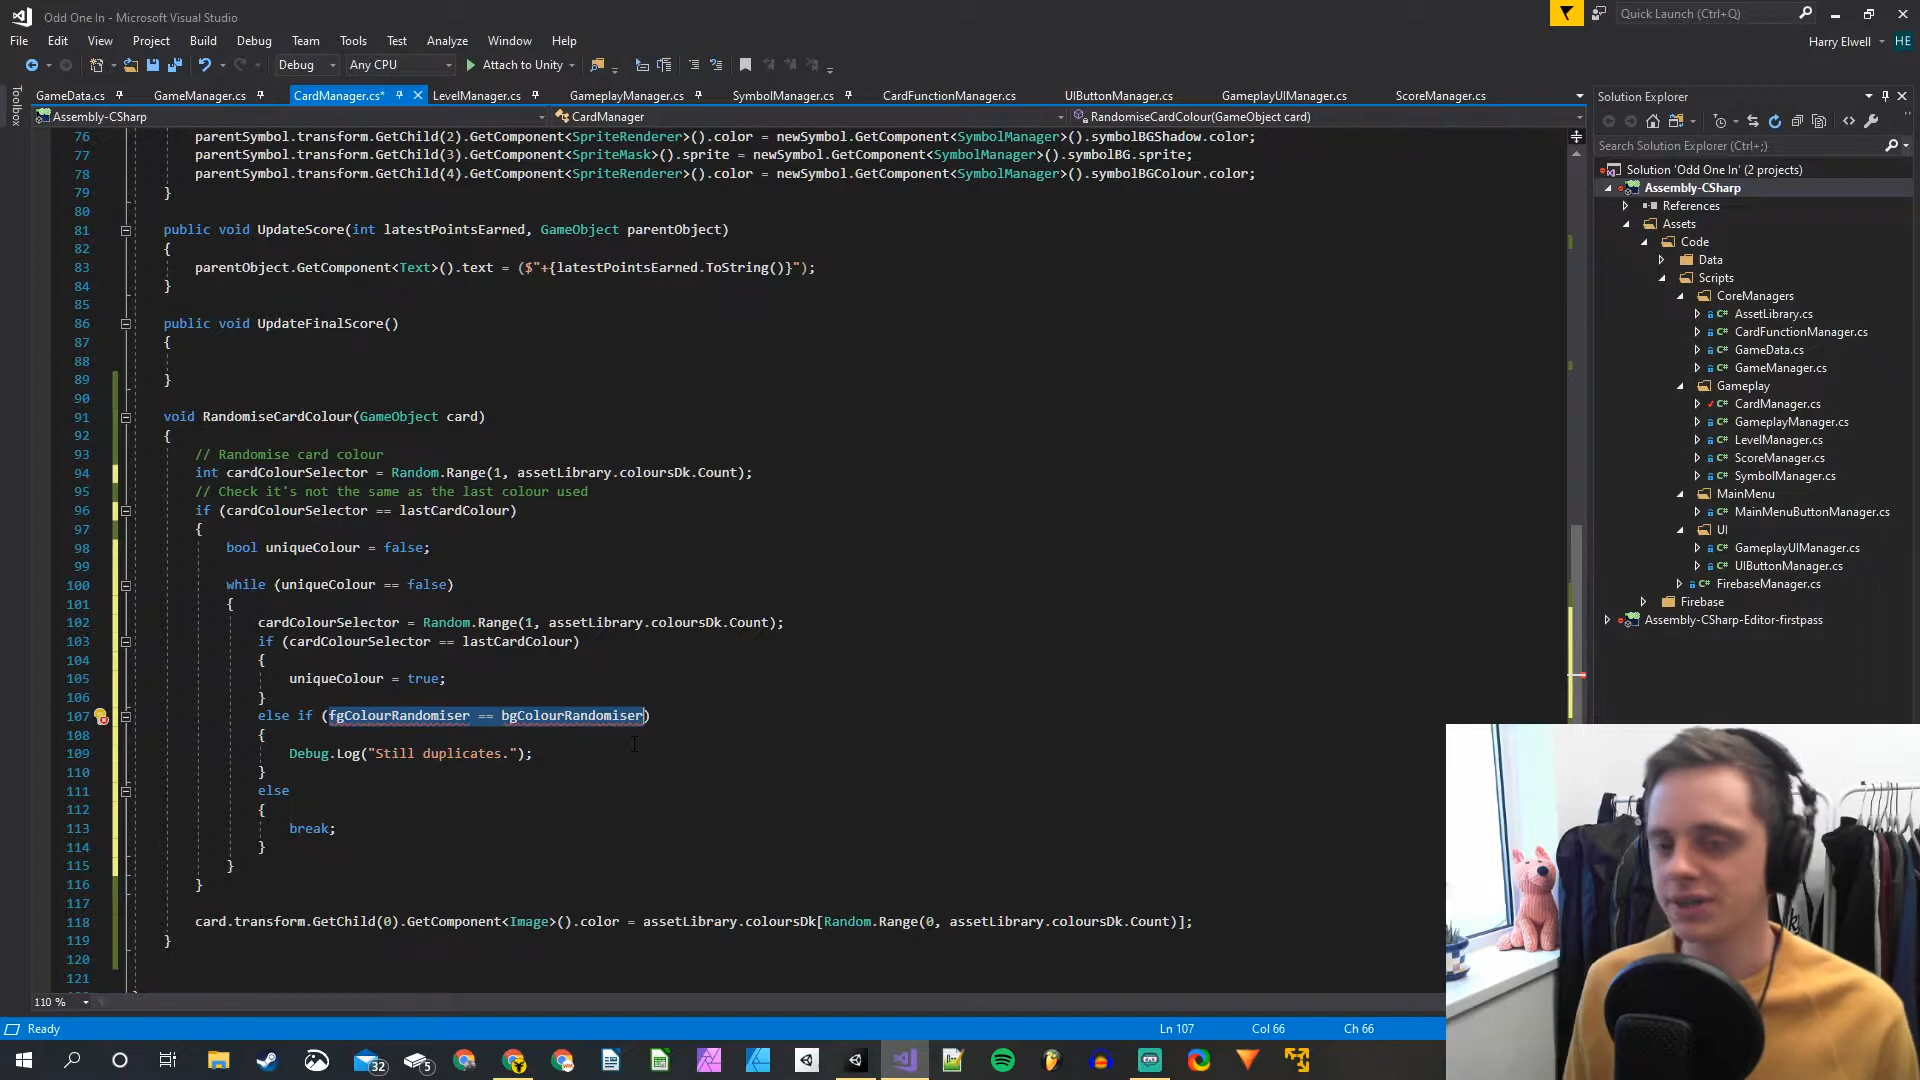 Odd One In - Microsoft Visual Studio
Quick Launch (Ctrl+Q)
File Edit View Project Build Debug Team Tools Test Analyze Window Help
Harry Elwell HE
Debug Any CPU Attach to Unity
GameData.cs GameManager.cs CardManager.cs* LevelManager.cs GameplayManager.cs SymbolManager.cs CardFunctionManager.cs UIButtonManager.cs GameplayUIManager.cs ScoreManager.cs
Toolbox
Assembly-CSharp CardManager RandomiseCardColour(GameObject card)
76 parentSymbol.transform.GetChild(2).GetComponent<SpriteRenderer>().color = newSymbol.GetComponent<SymbolManager>().symbolBGShadow.color;
77 parentSymbol.transform.GetChild(3).GetComponent<SpriteMask>().sprite = newSymbol.GetComponent<SymbolManager>().symbolBG.sprite;
78 parentSymbol.transform.GetChild(4).GetComponent<SpriteRenderer>().color = newSymbol.GetComponent<SymbolManager>().symbolBGColour.color;
79 }
80
81 public void UpdateScore(int latestPointsEarned, GameObject parentObject)
82 {
83 parentObject.GetComponent<Text>().text = ($"+{latestPointsEarned.ToString()}");
84 }
85
86 public void UpdateFinalScore()
87 {
88
89 }
90
91 void RandomiseCardColour(GameObject card)
92 {
93 // Randomise card colour
94 int cardColourSelector = Random.Range(1, assetLibrary.coloursDk.Count);
95 // Check it's not the same as the last colour used
96 if (cardColourSelector == lastCardColour)
97 {
98 bool uniqueColour = false;
99
100 while (uniqueColour == false)
101 {
102 cardColourSelector = Random.Range(1, assetLibrary.coloursDk.Count);
103 if (cardColourSelector == lastCardColour)
104 {
105 uniqueColour = true;
106 }
107 else if (fgColourRandomiser == bgColourRandomiser)
108 {
109 Debug.Log("Still duplicates.");
110 }
111 else
112 {
113 break;
114 }
115 }
116 }
117
118 card.transform.GetChild(0).GetComponent<Image>().color = assetLibrary.coloursDk[Random.Range(0, assetLibrary.coloursDk.Count)];
119 }
120
121
110 %
Solution Explorer
Search Solution Explorer (Ctrl+;)
Solution 'Odd One In' (2 projects)
Assembly-CSharp
References
Assets
Code
Data
Scripts
CoreManagers
AssetLibrary.cs
CardFunctionManager.cs
GameData.cs
GameManager.cs
Gameplay
CardManager.cs
GameplayManager.cs
LevelManager.cs
ScoreManager.cs
SymbolManager.cs
MainMenu
MainMenuButtonManager.cs
UI
GameplayUIManager.cs
UIButtonManager.cs
FirebaseManager.cs
Firebase
Assembly-CSharp-Editor-firstpass
Ready Ln 107 Col 66 Ch 66
32 5